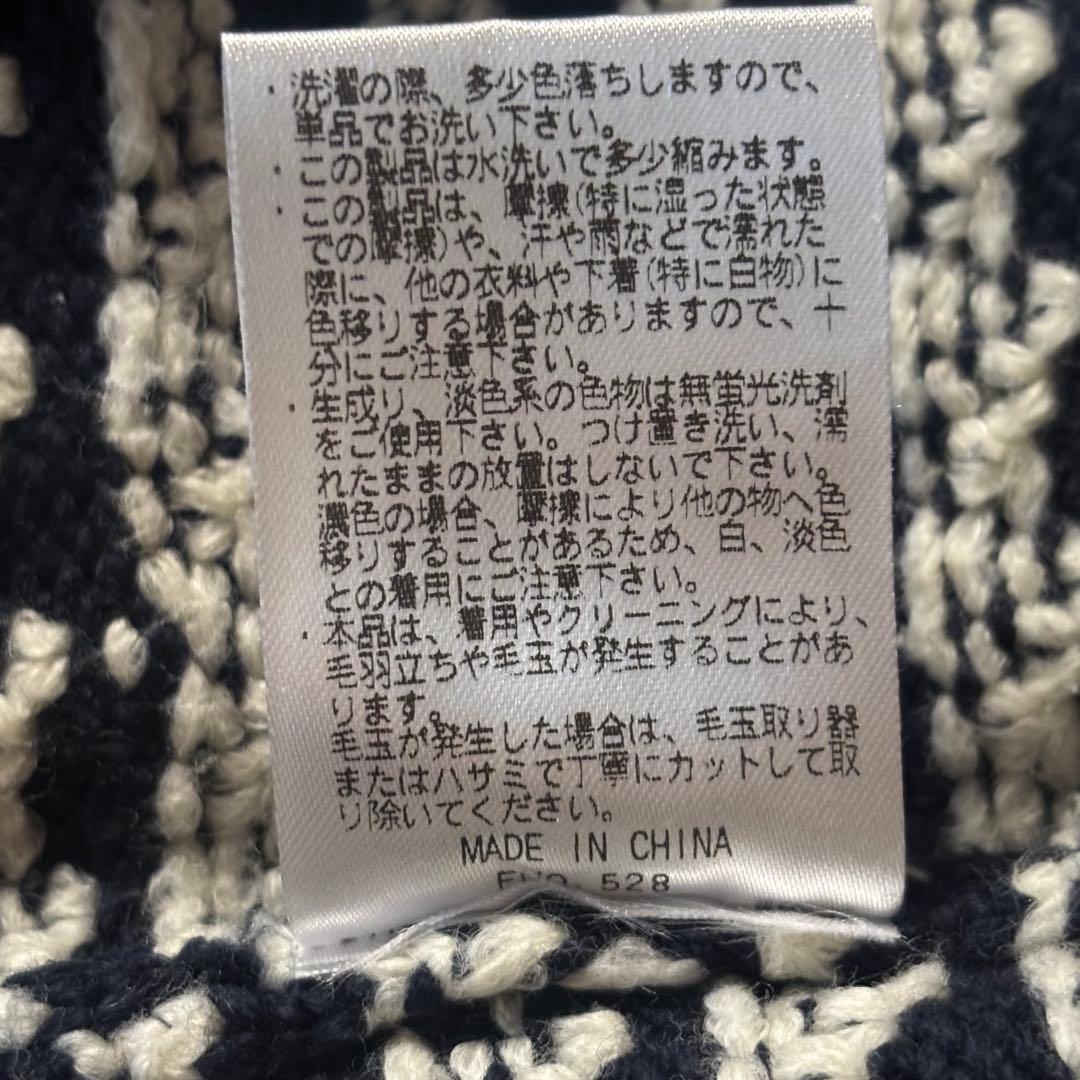 ・洗濯の際、多少色落ちしますので、
単品でお洗い下さい。
・この製品は水洗いで多少縮みます。
・この製品は、摩擦(特に湿った状態
での摩擦)や、汗や雨などで濡れた
際に、他の衣料や下着(特に白物)に
色移りする場合がありますので、十
分にご注意下さい。
・生成り、淡色系の色物は無蛍光洗剤
をご使用下さい。つけ置き洗い、濡
れたままの放置はしないで下さい。
濃色の場合、摩擦により他の物へ色
移りすることがあるため、白、淡色
との着用にご注意下さい。
・本品は、着用やクリーニングにより、
毛羽立ちや毛玉が発生することがあ
ります。
毛玉が発生した場合は、毛玉取り器
またはハサミで丁寧にカットして取
り除いてください。
MADE IN CHINA
528